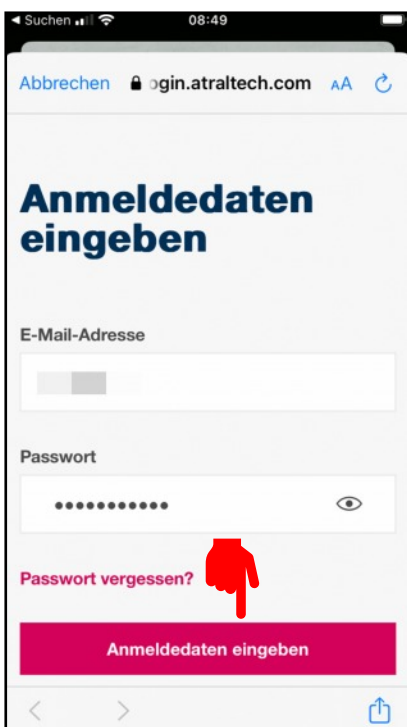 ◀ Suchen 08:49
Abbrechen ogin.atraltech.com AA
Anmeldedaten
eingeben
E-Mail-Adresse
Passwort
•••••••••••
Passwort vergessen?
Anmeldedaten eingeben